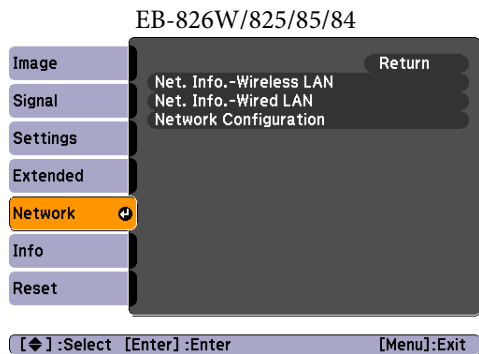 EB-826W/825/85/84
Image
Signal
Settings
Extended
Network
Info
Reset
Return
Net. Info.-Wireless LAN
Net. Info.-Wired LAN
Network Configuration
[◆] :Select [Enter] :Enter [Menu]:Exit